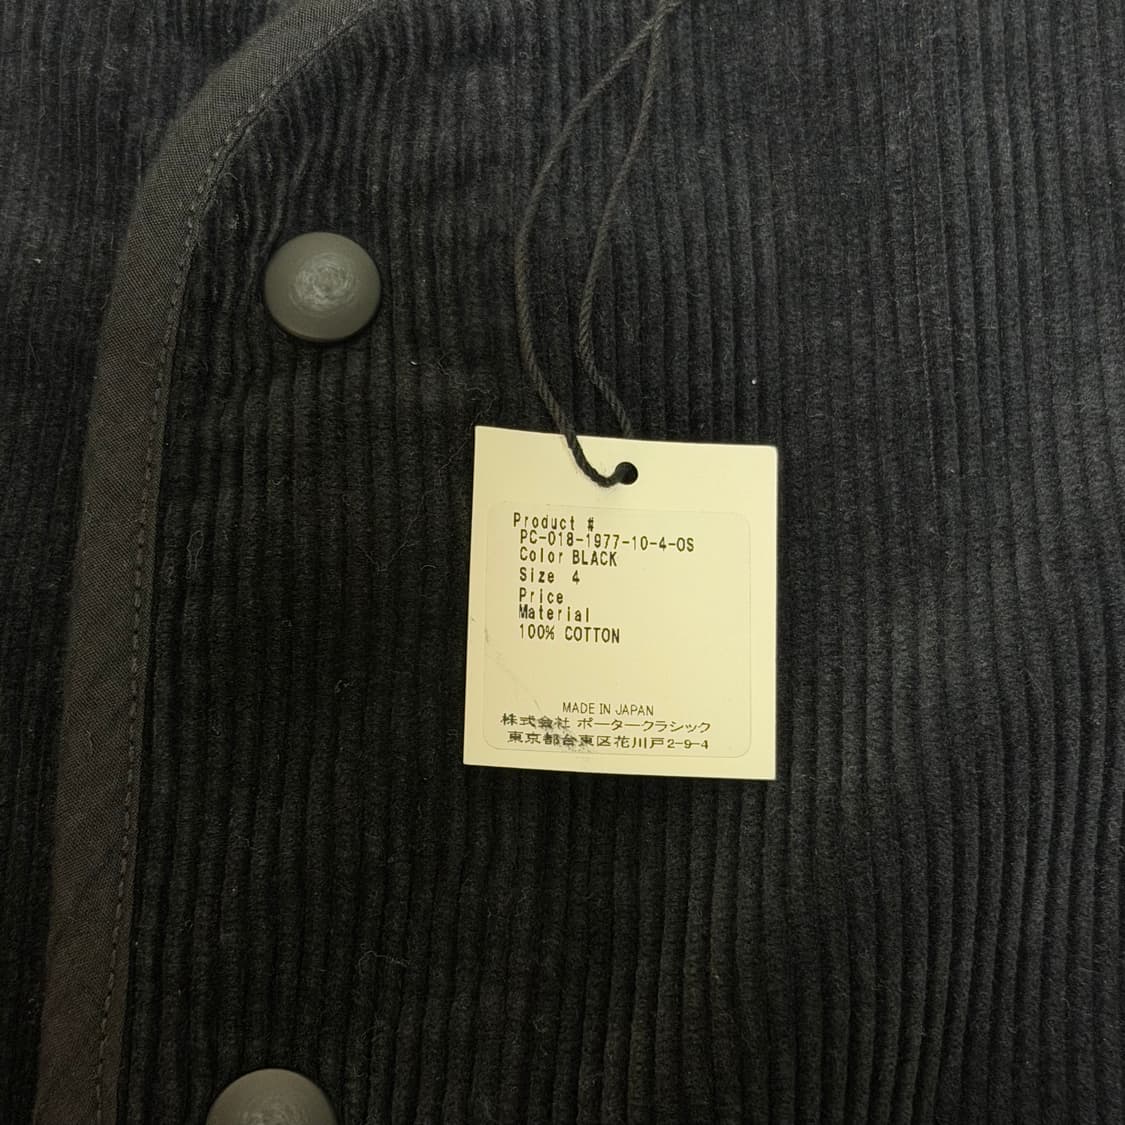 Product #
PC-018-1977-10-4-OS
Color BLACK
Size 4
Price
Material
100% COTTON
MADE IN JAPAN
株式会社 ポータークラシック
東京都台東区花川戸2-9-4